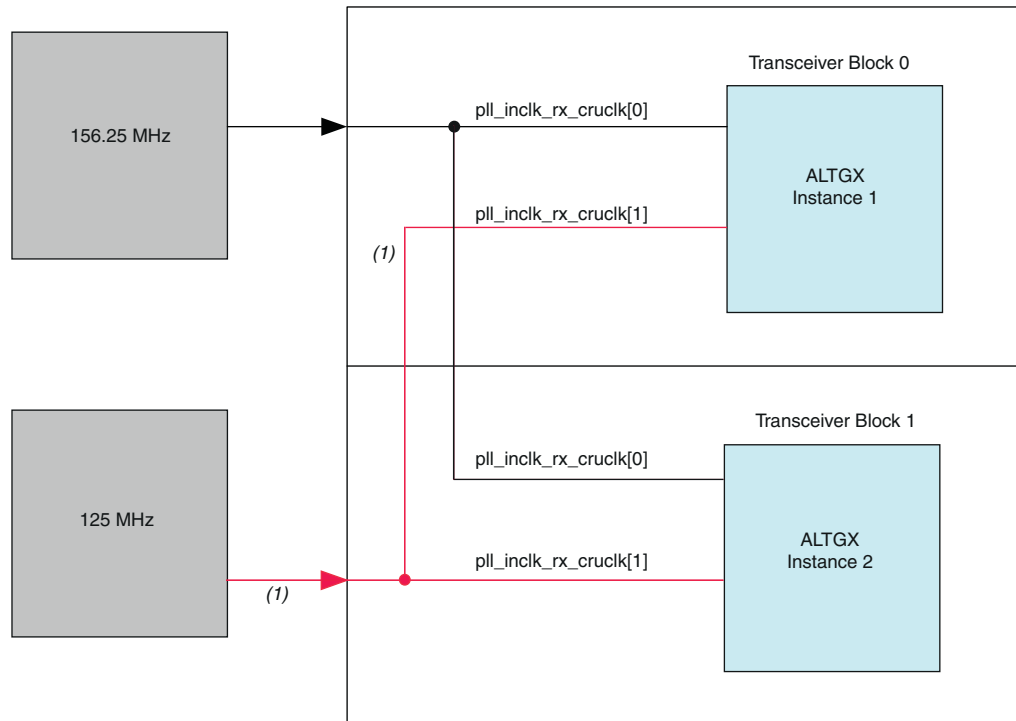 Transceiver Block 0
156.25 MHz
pll_inclk_rx_cruclk[0]
ALTGX
Instance 1
pll_inclk_rx_cruclk[1]
(1)
Transceiver Block 1
pll_inclk_rx_cruclk[0]
125 MHz
ALTGX
Instance 2
pll_inclk_rx_cruclk[1]
(1)